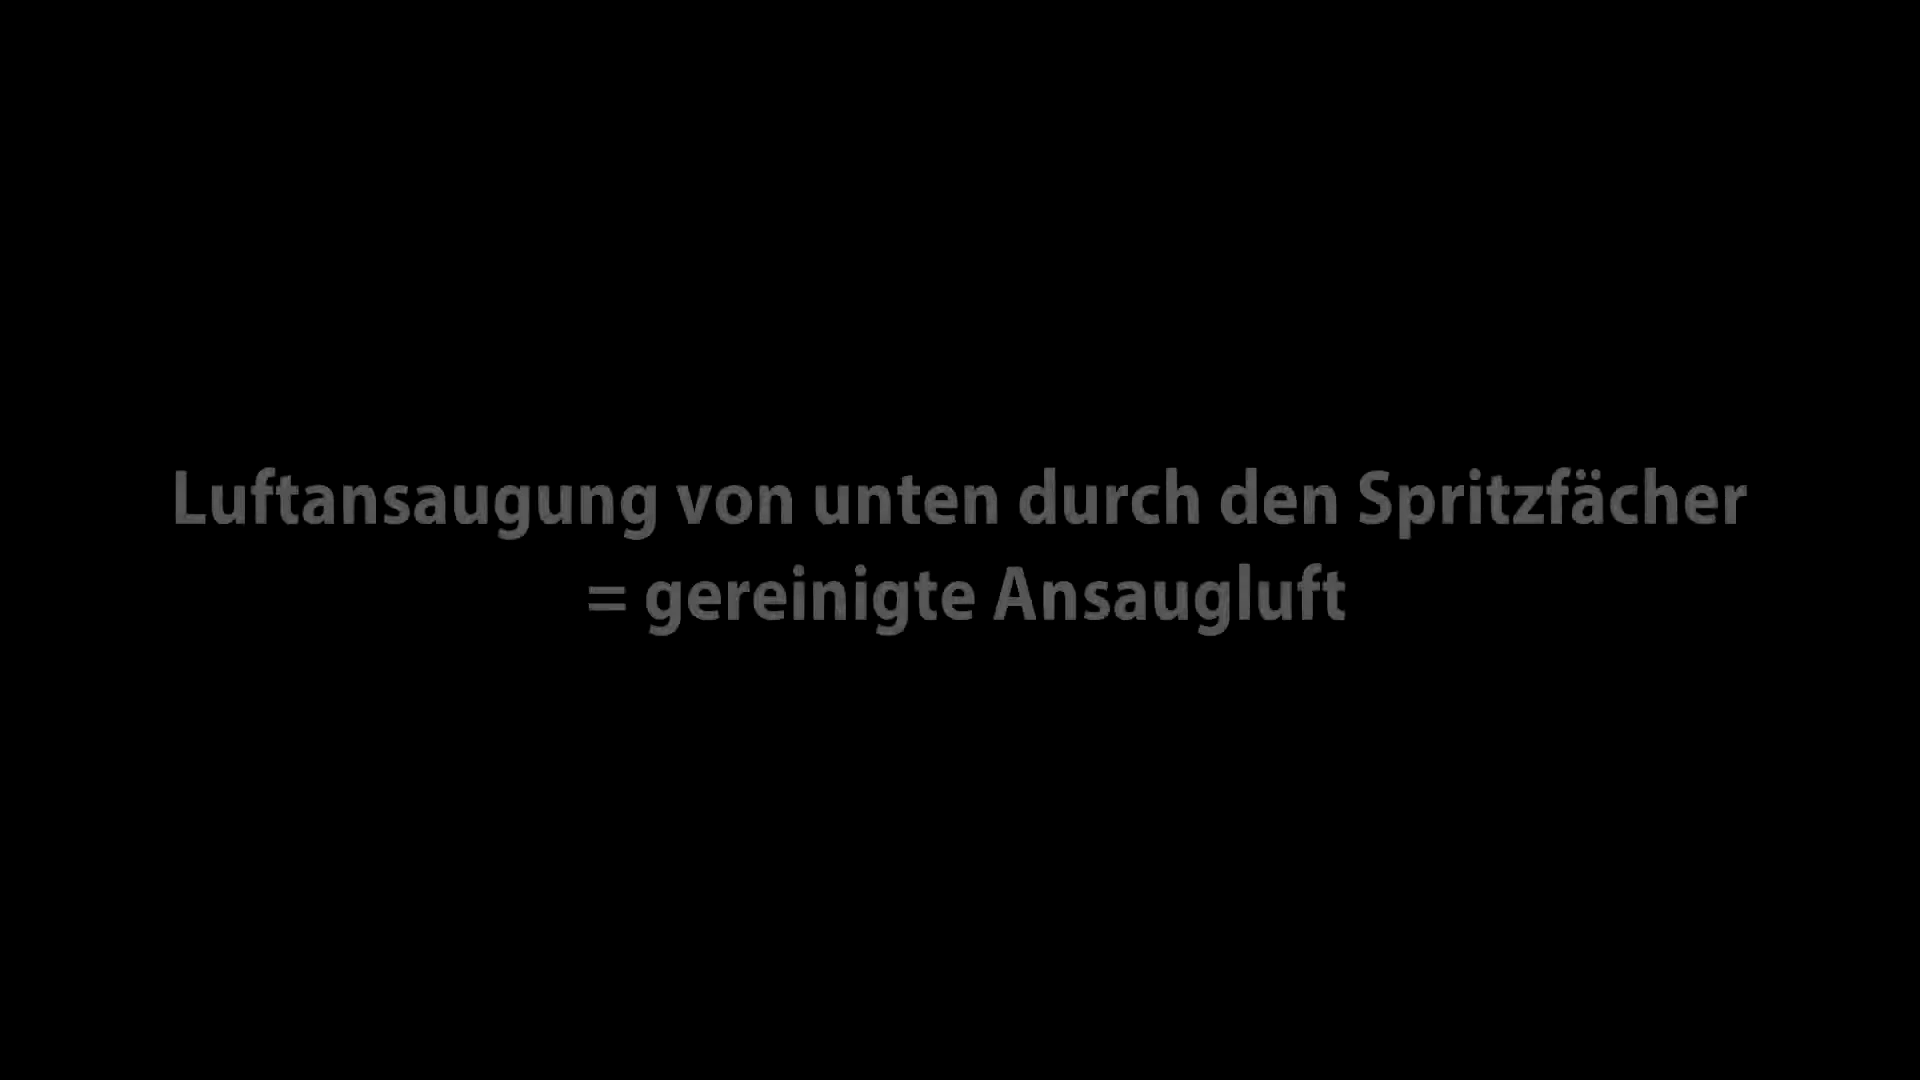 Luftansaugung von unten durch den Spritzfächer
= gereinigte Ansaugluft